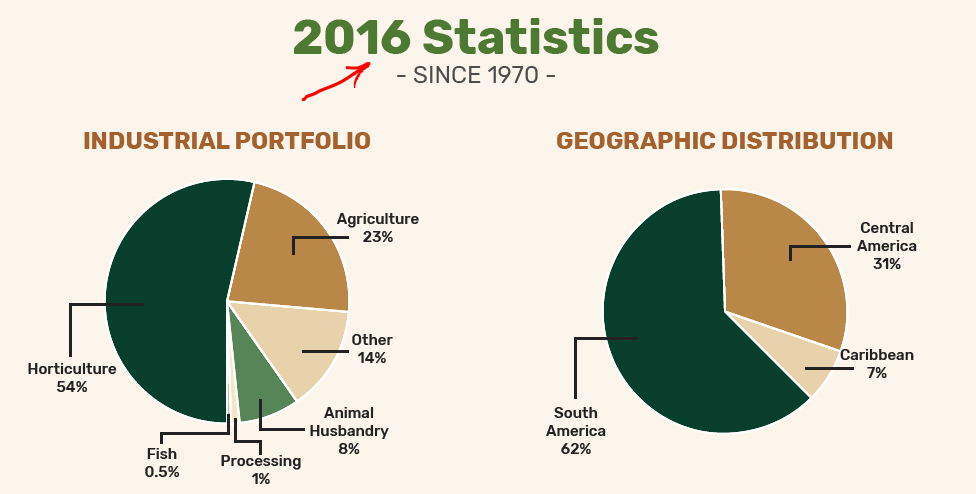 2016 Statistics
- SINCE 1970 -
INDUSTRIAL PORTFOLIO
Agriculture
23%
Other
14%
Animal
Husbandry
8%
Processing
1%
Fish
0.5%
Horticulture
54%
GEOGRAPHIC DISTRIBUTION
Central
America
31%
Caribbean
7%
South
America
62%